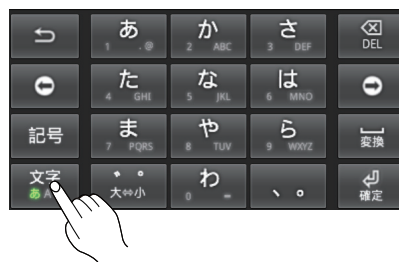 あ か さ
1 .@ 2 ABC 3 DEF DEL
た な は
4 GHI 5 JKL 6 MNO
記号 ま や ら
7 PQRS 8 TUV 9 WXYZ 変換
文字 ゛ ゜ わ 、。
あA 大⇔小 0 ー 確定